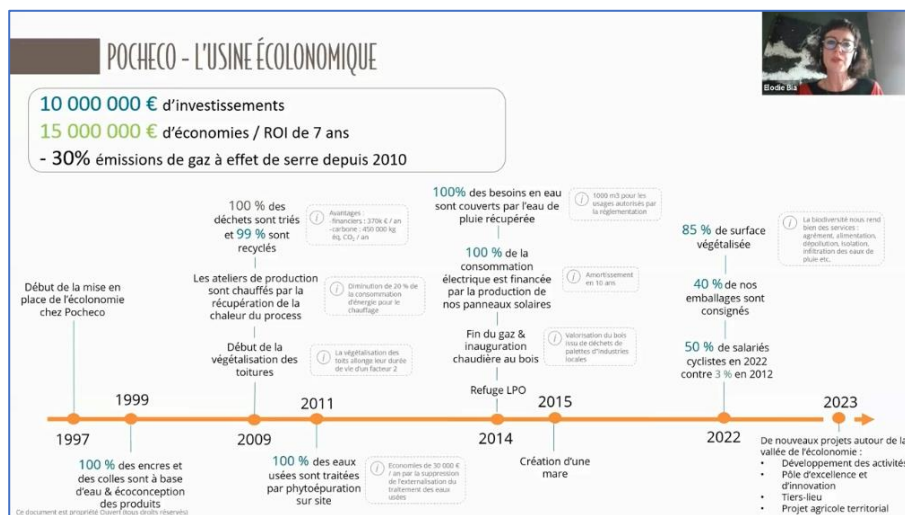 POCHECO - L'USINE ÉCOLONOMIQUE
Elodie Bia
10 000 000 € d'investissements
15 000 000 € d'économies / ROI de 7 ans
- 30% émissions de gaz à effet de serre depuis 2010
Début de la mise en
place de l'écolonomie
chez Pocheco
100 % des
déchets sont triés
et 99 % sont
recyclés
Avantages :
-financiers : 370k € / an
-carbone : 450 000 kg
éq. CO₂ / an
Les ateliers de production
sont chauffés par la
récupération de la
chaleur du process
Diminution de 20 % de
la consommation
d'énergie pour le
chauffage
Début de la
végétalisation des
toitures
La végétalisation des
toits allonge leur durée
de vie d'un facteur 2
100% des besoins en eau
sont couverts par l'eau de
pluie récupérée
1000 m3 pour les
usages autorisés par
la règlementation
100 % de la
consommation
électrique est financée
par la production de
nos panneaux solaires
Amortissement
en 10 ans
Fin du gaz &
inauguration
chaudière au bois
Valorisation du bois
issu de déchets de
palettes d'industries
locales
Refuge LPO
85 % de surface
végétalisée
La biodiversité nous rend
bien des services :
agrément, alimentation,
dépollution, isolation,
infiltration des eaux de
pluie etc.
40 % de nos
emballages sont
consignés
50 % de salariés
cyclistes en 2022
contre 3 % en 2012
1997
1999
2009
2011
2014
2015
2022
2023
100 % des encres et
des colles sont à base
d'eau & écoconception
des produits
100 % des eaux
usées sont traitées
par phytoépuration
sur site
Economies de 30 000 €
/ an par la suppression
de l'externalisation du
traitement des eaux
usées
Création d'une
mare
De nouveaux projets autour de la
vallée de l'écolonomie :
• Développement des activités
• Pôle d'excellence et
d'innovation
• Tiers-lieu
• Projet agricole territorial
Ce document est propriété Ouvert (tous droits réservés)